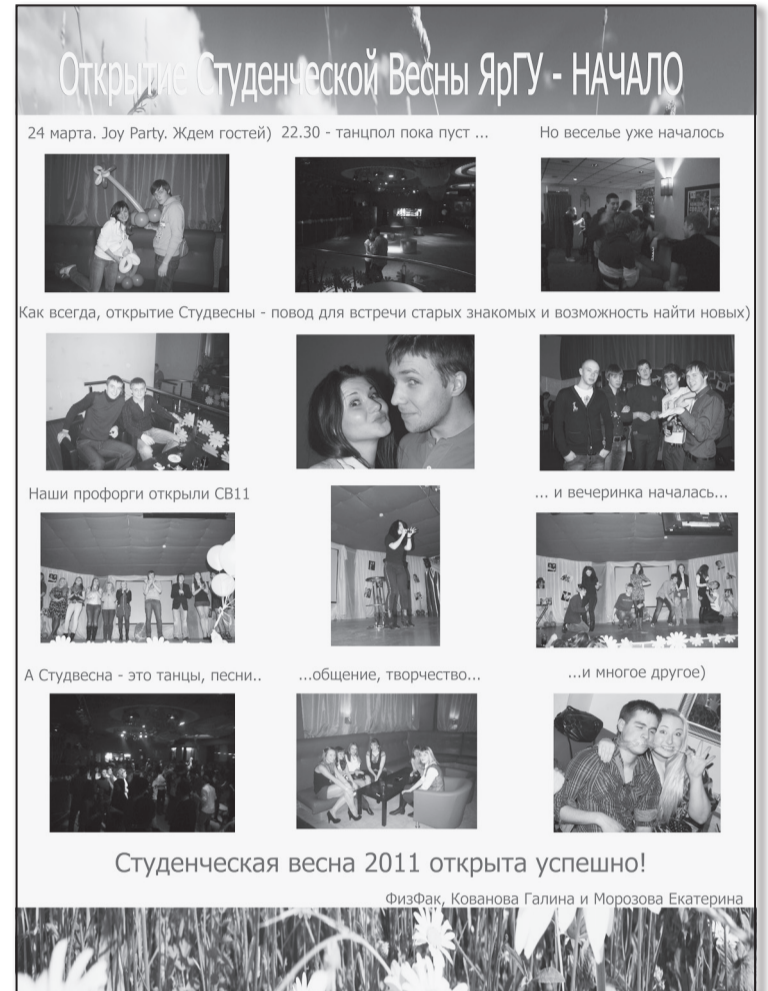 Открытие Студенческой Весны ЯрГУ - НАЧАЛО
24 марта. Joy Party. Ждем гостей)
22.30 - танцпол пока пуст ...
Но веселье уже началось
Как всегда, открытие Студвесны - повод для встречи старых знакомых и возможность найти новых)
Наши профорги открыли СВ11
... и вечеринка началась...
А Студвесна - это танцы, песни..
...общение, творчество...
...и многое другое)
Студенческая весна 2011 открыта успешно!
ФизФак, Кованова Галина и Морозова Екатерина